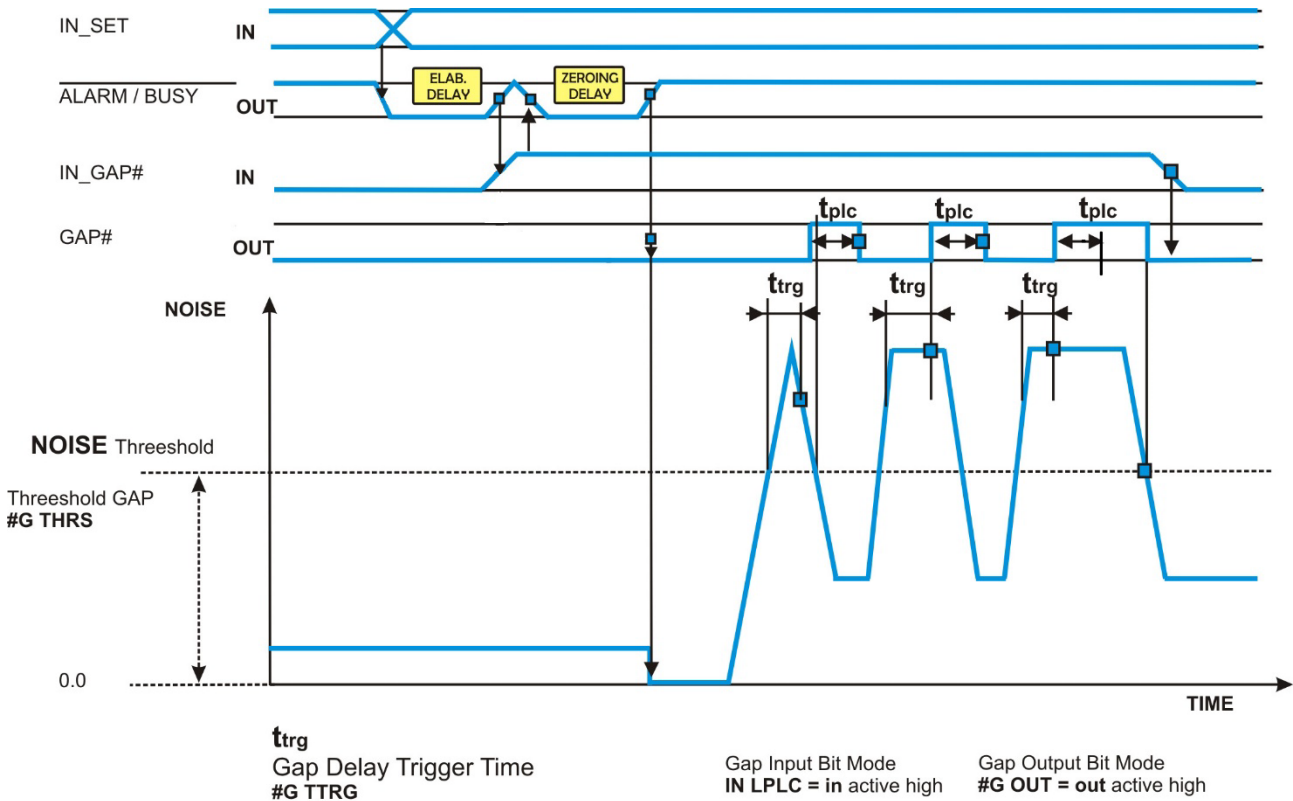 IN_SET
IN
ALARM / BUSY
OUT
ELAB.
DELAY
ZEROING
DELAY
IN_GAP#
IN
GAP#
OUT
tplc
tplc
tplc
ttrg
ttrg
ttrg
NOISE
NOISE Threeshold
Threeshold GAP
#G THRS
0.0
TIME
ttrg
Gap Delay Trigger Time
#G TTRG
Gap Input Bit Mode
IN LPLC = in active high
Gap Output Bit Mode
#G OUT = out active high